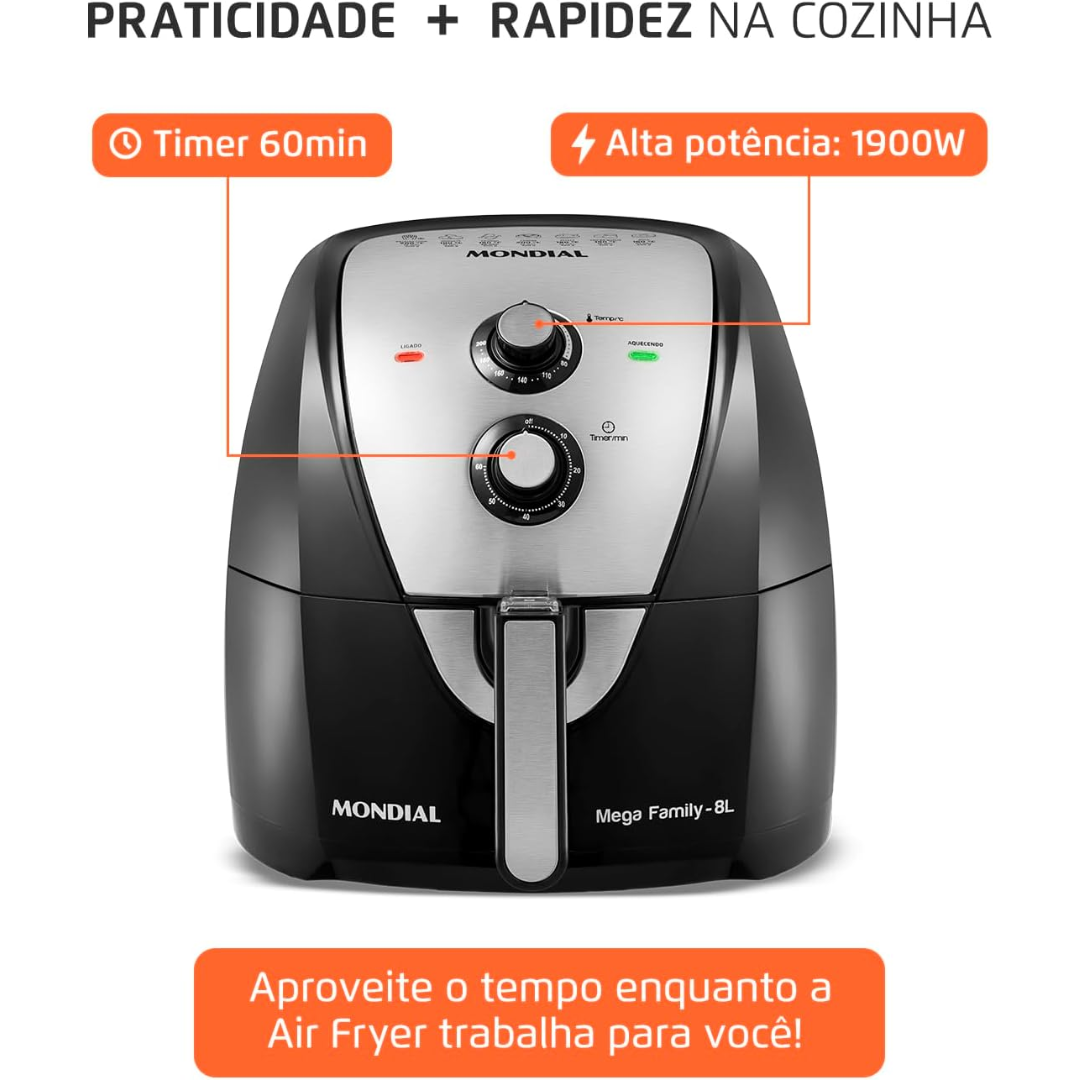 PRATICIDADE + RAPIDEZ NA COZINHA
Timer 60min
Alta potência: 1900W
MONDIAL
Temp/°C
LIGADO
AQUECENDO
200
160
140
110
80
Timer/min
off
10
20
30
40
50
60
MONDIAL
Mega Family - 8L
Aproveite o tempo enquanto a
Air Fryer trabalha para você!